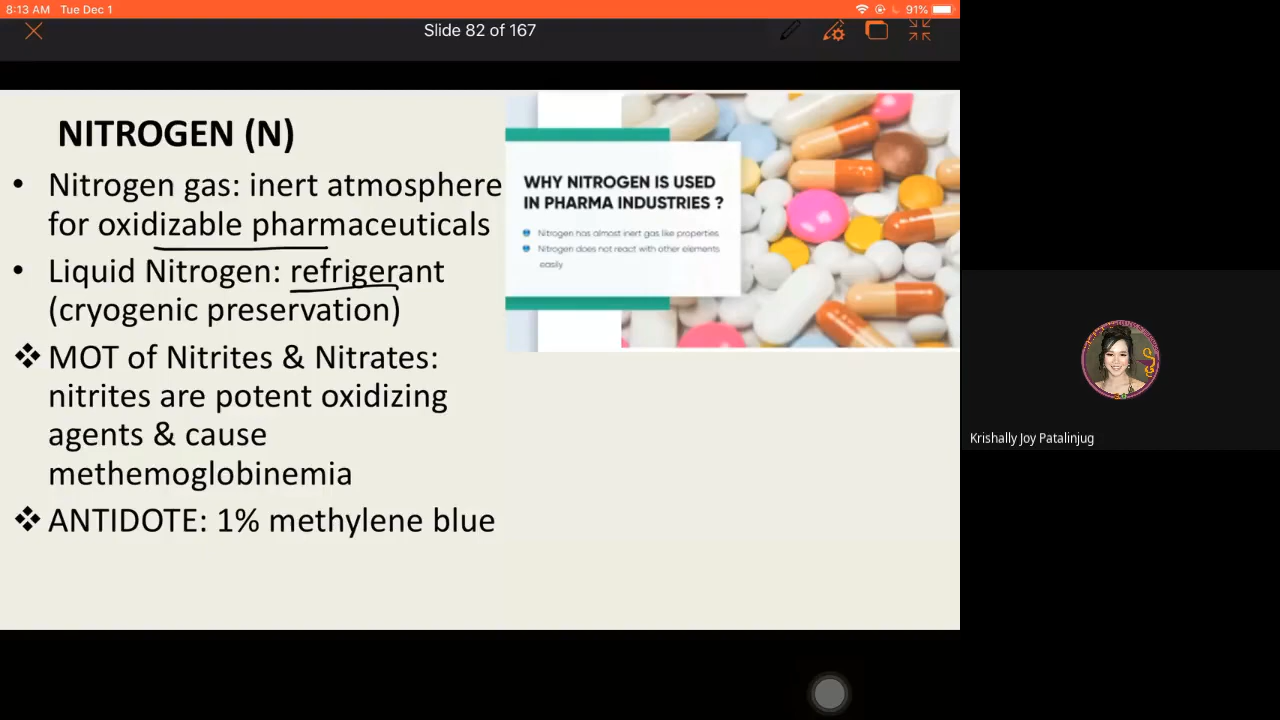 8:13 AM Tue Dec 1
91%
Slide 82 of 167
NITROGEN (N)
• Nitrogen gas: inert atmosphere
for oxidizable pharmaceuticals
• Liquid Nitrogen: refrigerant
(cryogenic preservation)
❖ MOT of Nitrites & Nitrates:
nitrites are potent oxidizing
agents & cause
methemoglobinemia
❖ ANTIDOTE: 1% methylene blue
WHY NITROGEN IS USED
IN PHARMA INDUSTRIES ?
Nitrogen has almost inert gas like properties
Nitrogen does not react with other elements
easily
Krishally Joy Patalinjug